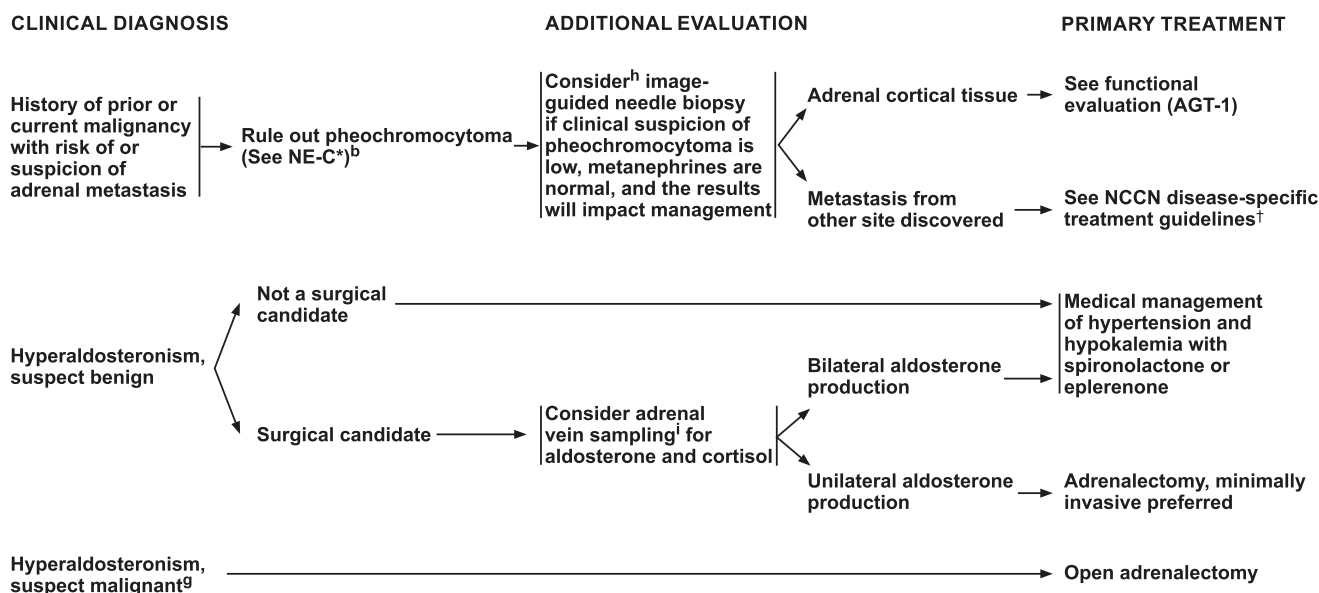 CLINICAL DIAGNOSIS
ADDITIONAL EVALUATION
PRIMARY TREATMENT
History of prior or
current malignancy
with risk of or
suspicion of
adrenal metastasis
Rule out pheochromocytoma
(See NE-C*)b
Considerh image-
guided needle biopsy
if clinical suspicion of
pheochromocytoma is
low, metanephrines are
normal, and the results
will impact management
Adrenal cortical tissue
See functional
evaluation (AGT-1)
Metastasis from
other site discovered
See NCCN disease-specific
treatment guidelines†
Hyperaldosteronism,
suspect benign
Not a surgical
candidate
Surgical candidate
Consider adrenal
vein samplingi for
aldosterone and cortisol
Bilateral aldosterone
production
Medical management
of hypertension and
hypokalemia with
spironolactone or
eplerenone
Unilateral aldosterone
production
Adrenalectomy, minimally
invasive preferred
Hyperaldosteronism,
suspect malignantg
Open adrenalectomy